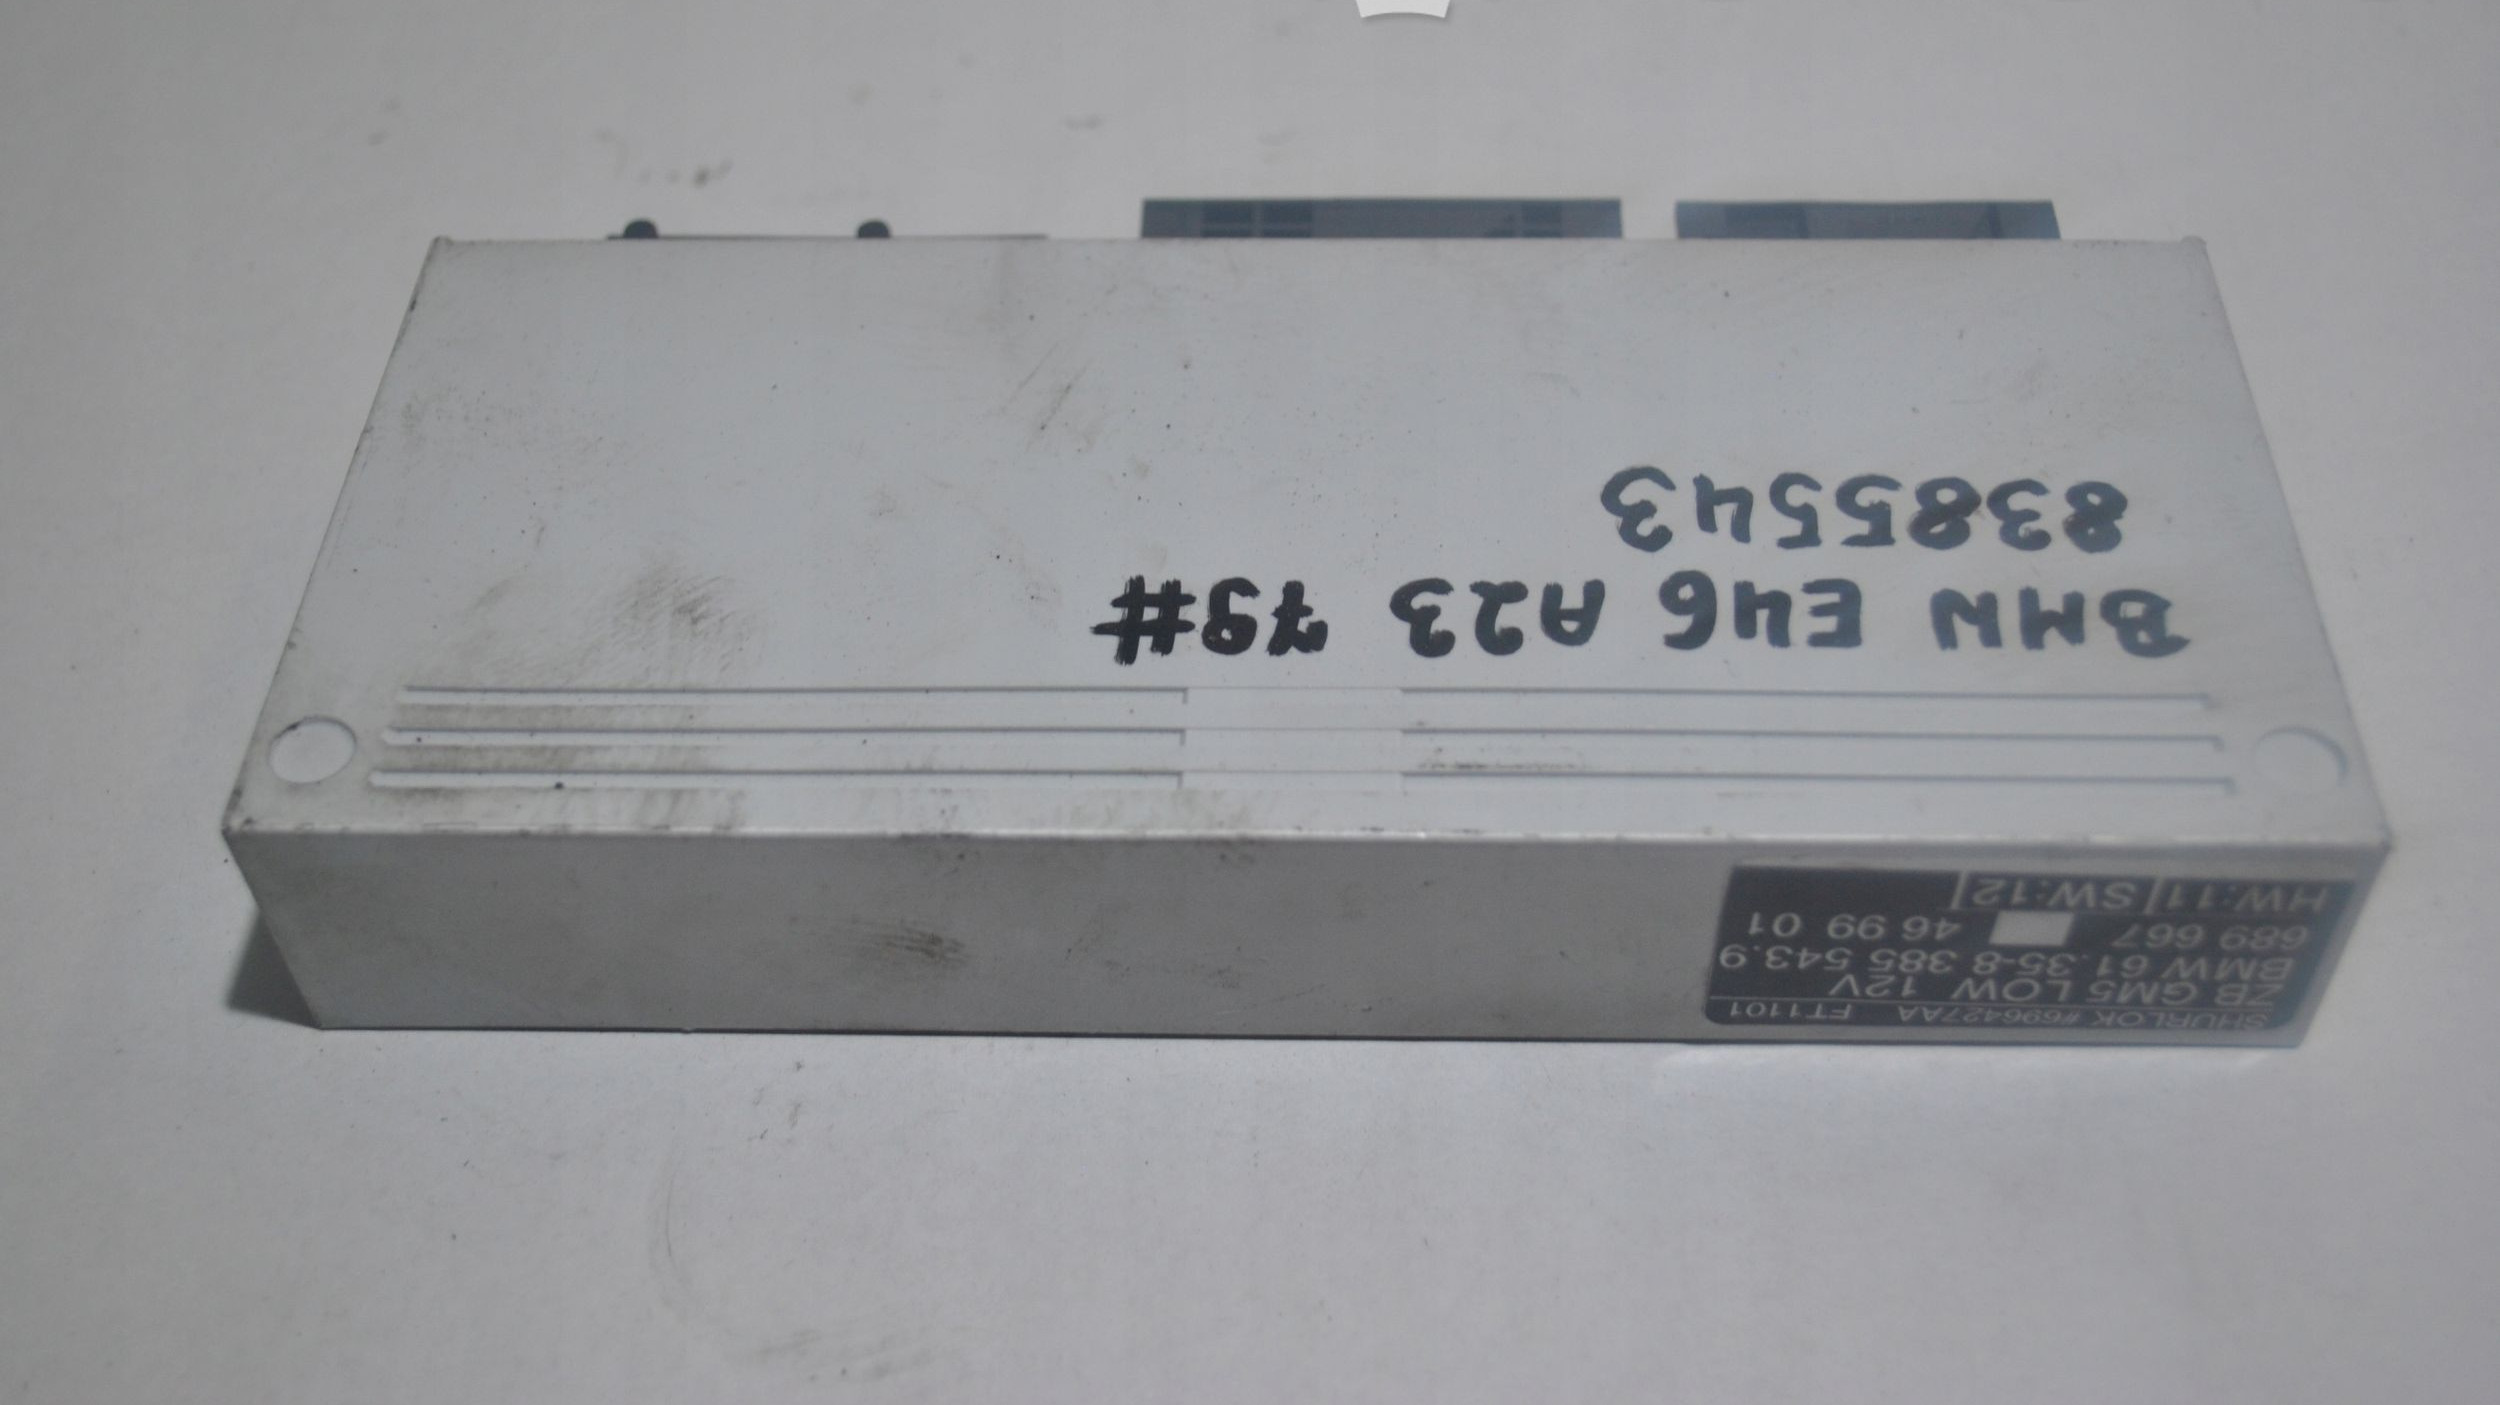 BMW E46 A23 79#
8385543
SHURLOK #696427AA FT1101
ZB GM5 LOW 12V
BMW 61.35-8 385 543.9
689 667 46 99 01
HW:11 SW:12